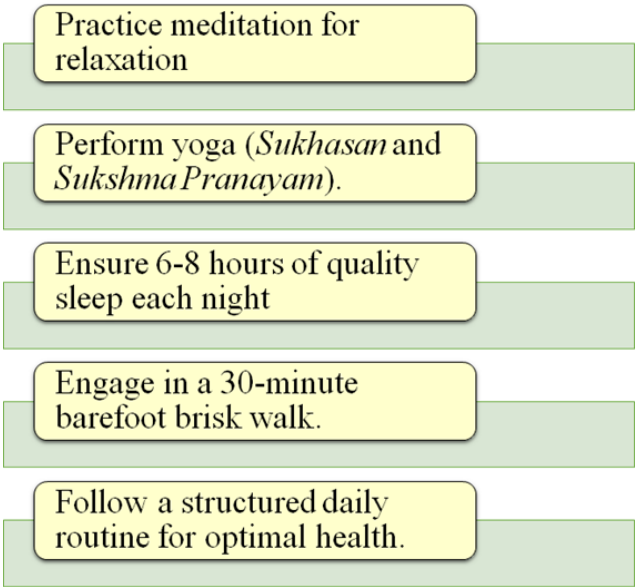 Practice meditation for
relaxation
Perform yoga (Sukhasan and
Sukshma Pranayam).
Ensure 6-8 hours of quality
sleep each night
Engage in a 30-minute
barefoot brisk walk.
Follow a structured daily
routine for optimal health.